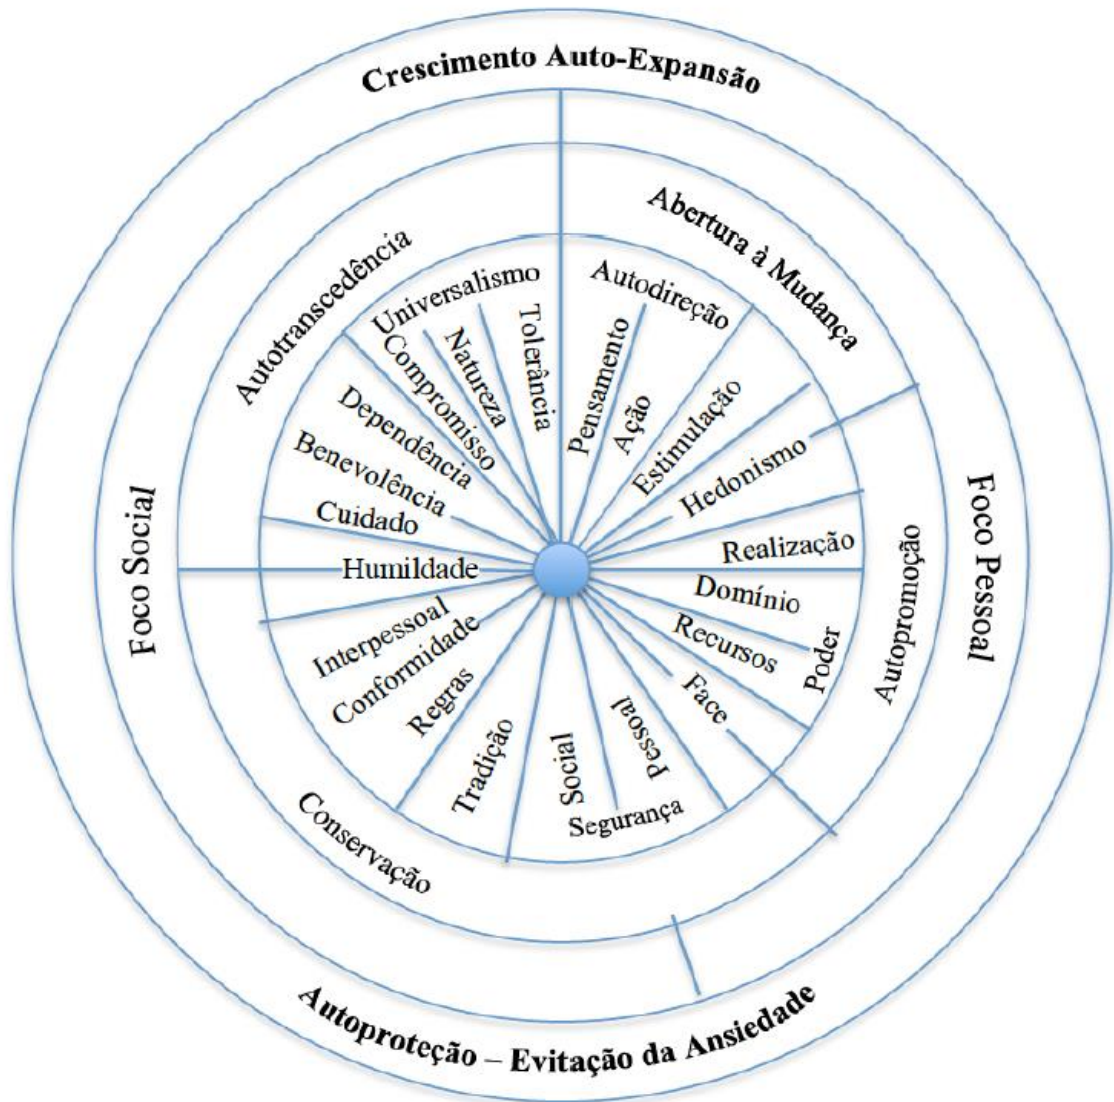 Crescimento Auto-Expansão
Abertura à Mudança
Autotranscedência
Foco Social
Foco Pessoal
Autopromoção
Conservação
Autoproteção – Evitação da Ansiedade
Universalismo
Tolerância
Natureza
Compromisso
Dependência
Benevolência
Cuidado
Humildade
Interpessoal
Conformidade
Regras
Tradição
Social
Pessoal
Segurança
Face
Recursos
Poder
Domínio
Realização
Hedonismo
Estimulação
Ação
Pensamento
Autodireção